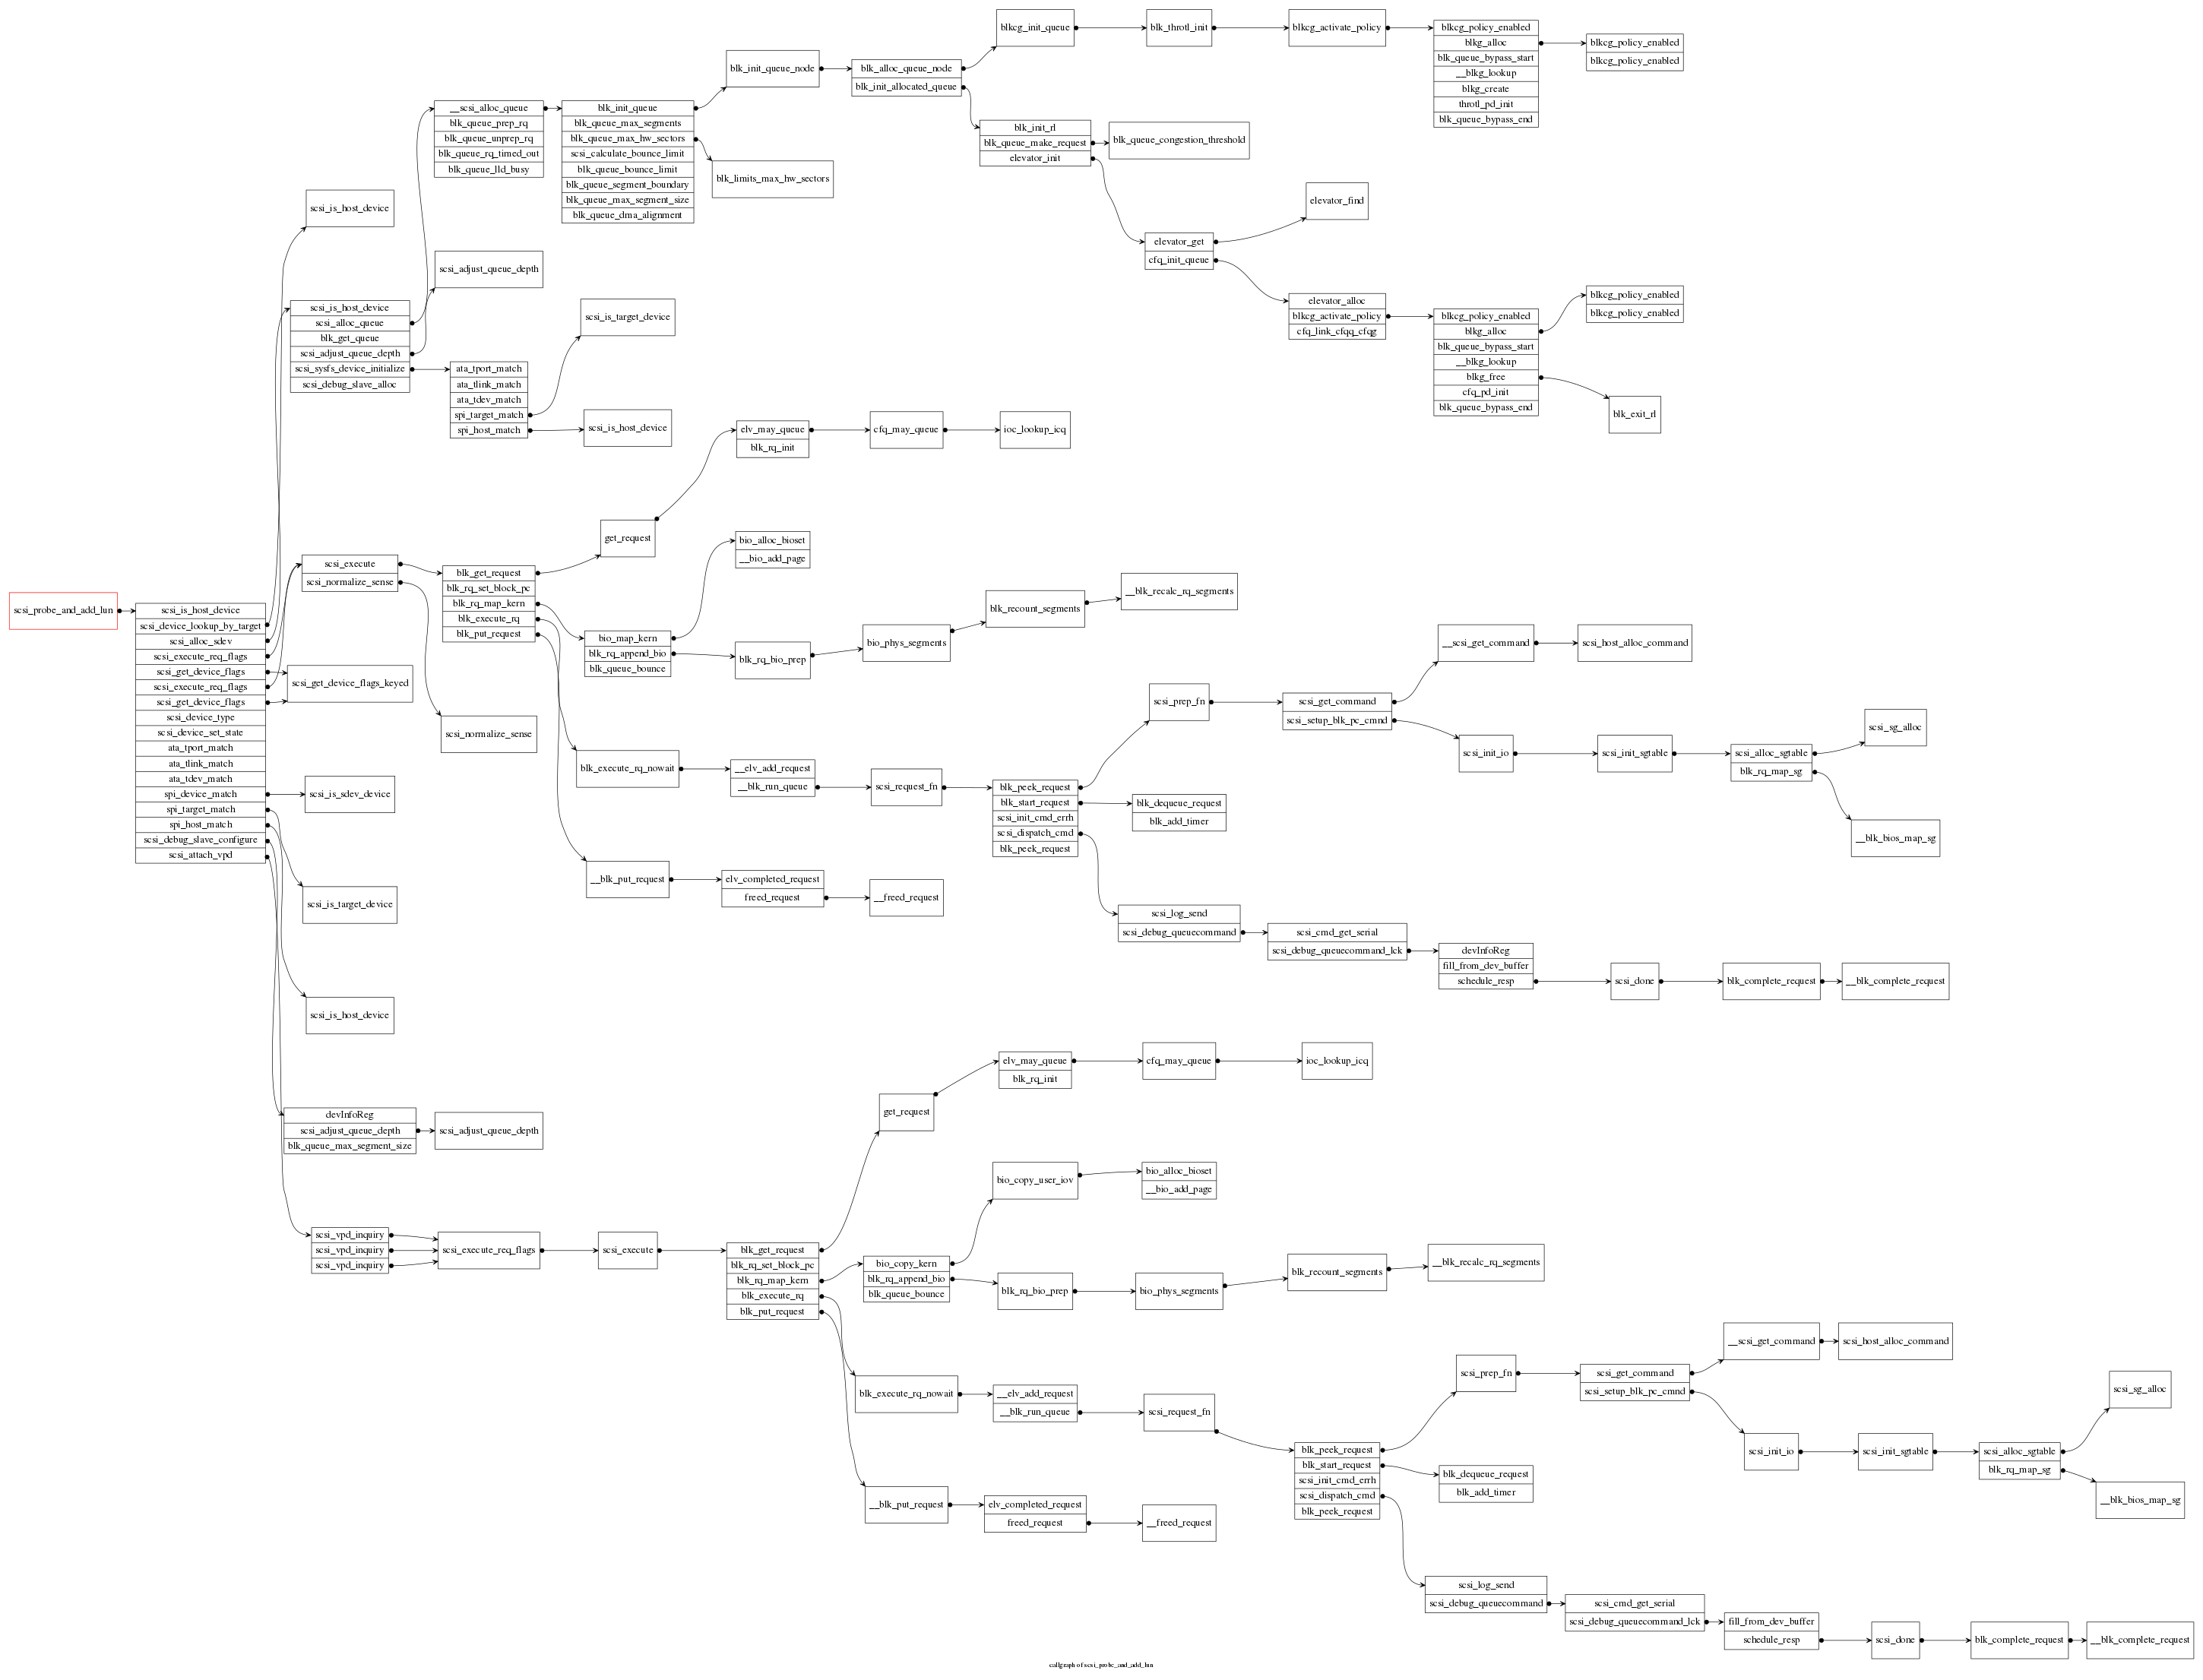 scsi_probe_and_add_lun
scsi_is_host_device
scsi_device_lookup_by_target
scsi_alloc_sdev
scsi_execute_req_flags
scsi_get_device_flags
scsi_execute_req_flags
scsi_get_device_flags
scsi_device_type
scsi_device_set_state
ata_tport_match
ata_tlink_match
ata_tdev_match
spi_device_match
spi_target_match
spi_host_match
scsi_debug_slave_configure
scsi_attach_vpd
scsi_is_host_device
scsi_is_host_device
scsi_alloc_queue
blk_get_queue
scsi_adjust_queue_depth
scsi_sysfs_device_initialize
scsi_debug_slave_alloc
__scsi_alloc_queue
blk_queue_prep_rq
blk_queue_unprep_rq
blk_queue_rq_timed_out
blk_queue_lld_busy
blk_init_queue
blk_queue_max_segments
blk_queue_max_hw_sectors
scsi_calculate_bounce_limit
blk_queue_bounce_limit
blk_queue_segment_boundary
blk_queue_max_segment_size
blk_queue_dma_alignment
blk_init_queue_node
blk_limits_max_hw_sectors
blk_alloc_queue_node
blk_init_allocated_queue
blkcg_init_queue
blk_throtl_init
blkcg_activate_policy
blkcg_policy_enabled
blkg_alloc
blk_queue_bypass_start
__blkg_lookup
blkg_create
throtl_pd_init
blk_queue_bypass_end
blkcg_policy_enabled
blkcg_policy_enabled
blk_init_rl
blk_queue_make_request
elevator_init
blk_queue_congestion_threshold
elevator_get
cfq_init_queue
elevator_find
elevator_alloc
blkcg_activate_policy
cfq_link_cfqq_cfqg
blkcg_policy_enabled
blkg_alloc
blk_queue_bypass_start
__blkg_lookup
blkg_free
cfq_pd_init
blk_queue_bypass_end
blkcg_policy_enabled
blkcg_policy_enabled
blk_exit_rl
scsi_adjust_queue_depth
ata_tport_match
ata_tlink_match
ata_tdev_match
spi_target_match
spi_host_match
scsi_is_target_device
scsi_is_host_device
scsi_execute
scsi_normalize_sense
scsi_get_device_flags_keyed
scsi_normalize_sense
blk_get_request
blk_rq_set_block_pc
blk_rq_map_kern
blk_execute_rq
blk_put_request
get_request
elv_may_queue
blk_rq_init
cfq_may_queue
ioc_lookup_icq
bio_map_kern
blk_rq_append_bio
blk_queue_bounce
bio_alloc_bioset
__bio_add_page
blk_rq_bio_prep
bio_phys_segments
blk_recount_segments
__blk_recalc_rq_segments
blk_execute_rq_nowait
__elv_add_request
__blk_run_queue
scsi_request_fn
blk_peek_request
blk_start_request
scsi_init_cmd_errh
scsi_dispatch_cmd
blk_peek_request
scsi_prep_fn
scsi_get_command
scsi_setup_blk_pc_cmnd
__scsi_get_command
scsi_host_alloc_command
scsi_init_io
scsi_init_sgtable
scsi_alloc_sgtable
blk_rq_map_sg
scsi_sg_alloc
__blk_bios_map_sg
blk_dequeue_request
blk_add_timer
scsi_log_send
scsi_debug_queuecommand
scsi_cmd_get_serial
scsi_debug_queuecommand_lck
devInfoReg
fill_from_dev_buffer
schedule_resp
scsi_done
blk_complete_request
__blk_complete_request
__blk_put_request
elv_completed_request
freed_request
__freed_request
scsi_is_sdev_device
scsi_is_target_device
scsi_is_host_device
devInfoReg
scsi_adjust_queue_depth
blk_queue_max_segment_size
scsi_adjust_queue_depth
scsi_vpd_inquiry
scsi_vpd_inquiry
scsi_vpd_inquiry
scsi_execute_req_flags
scsi_execute
blk_get_request
blk_rq_set_block_pc
blk_rq_map_kern
blk_execute_rq
blk_put_request
get_request
elv_may_queue
blk_rq_init
cfq_may_queue
ioc_lookup_icq
bio_copy_kern
blk_rq_append_bio
blk_queue_bounce
bio_copy_user_iov
bio_alloc_bioset
__bio_add_page
blk_rq_bio_prep
bio_phys_segments
blk_recount_segments
__blk_recalc_rq_segments
blk_execute_rq_nowait
__elv_add_request
__blk_run_queue
scsi_request_fn
blk_peek_request
blk_start_request
scsi_init_cmd_errh
scsi_dispatch_cmd
blk_peek_request
scsi_prep_fn
scsi_get_command
scsi_setup_blk_pc_cmnd
__scsi_get_command
scsi_host_alloc_command
scsi_init_io
scsi_init_sgtable
scsi_alloc_sgtable
blk_rq_map_sg
scsi_sg_alloc
__blk_bios_map_sg
blk_dequeue_request
blk_add_timer
scsi_log_send
scsi_debug_queuecommand
scsi_cmd_get_serial
scsi_debug_queuecommand_lck
fill_from_dev_buffer
schedule_resp
scsi_done
blk_complete_request
__blk_complete_request
__blk_put_request
elv_completed_request
freed_request
__freed_request
callgraph of scsi_probe_and_add_lun